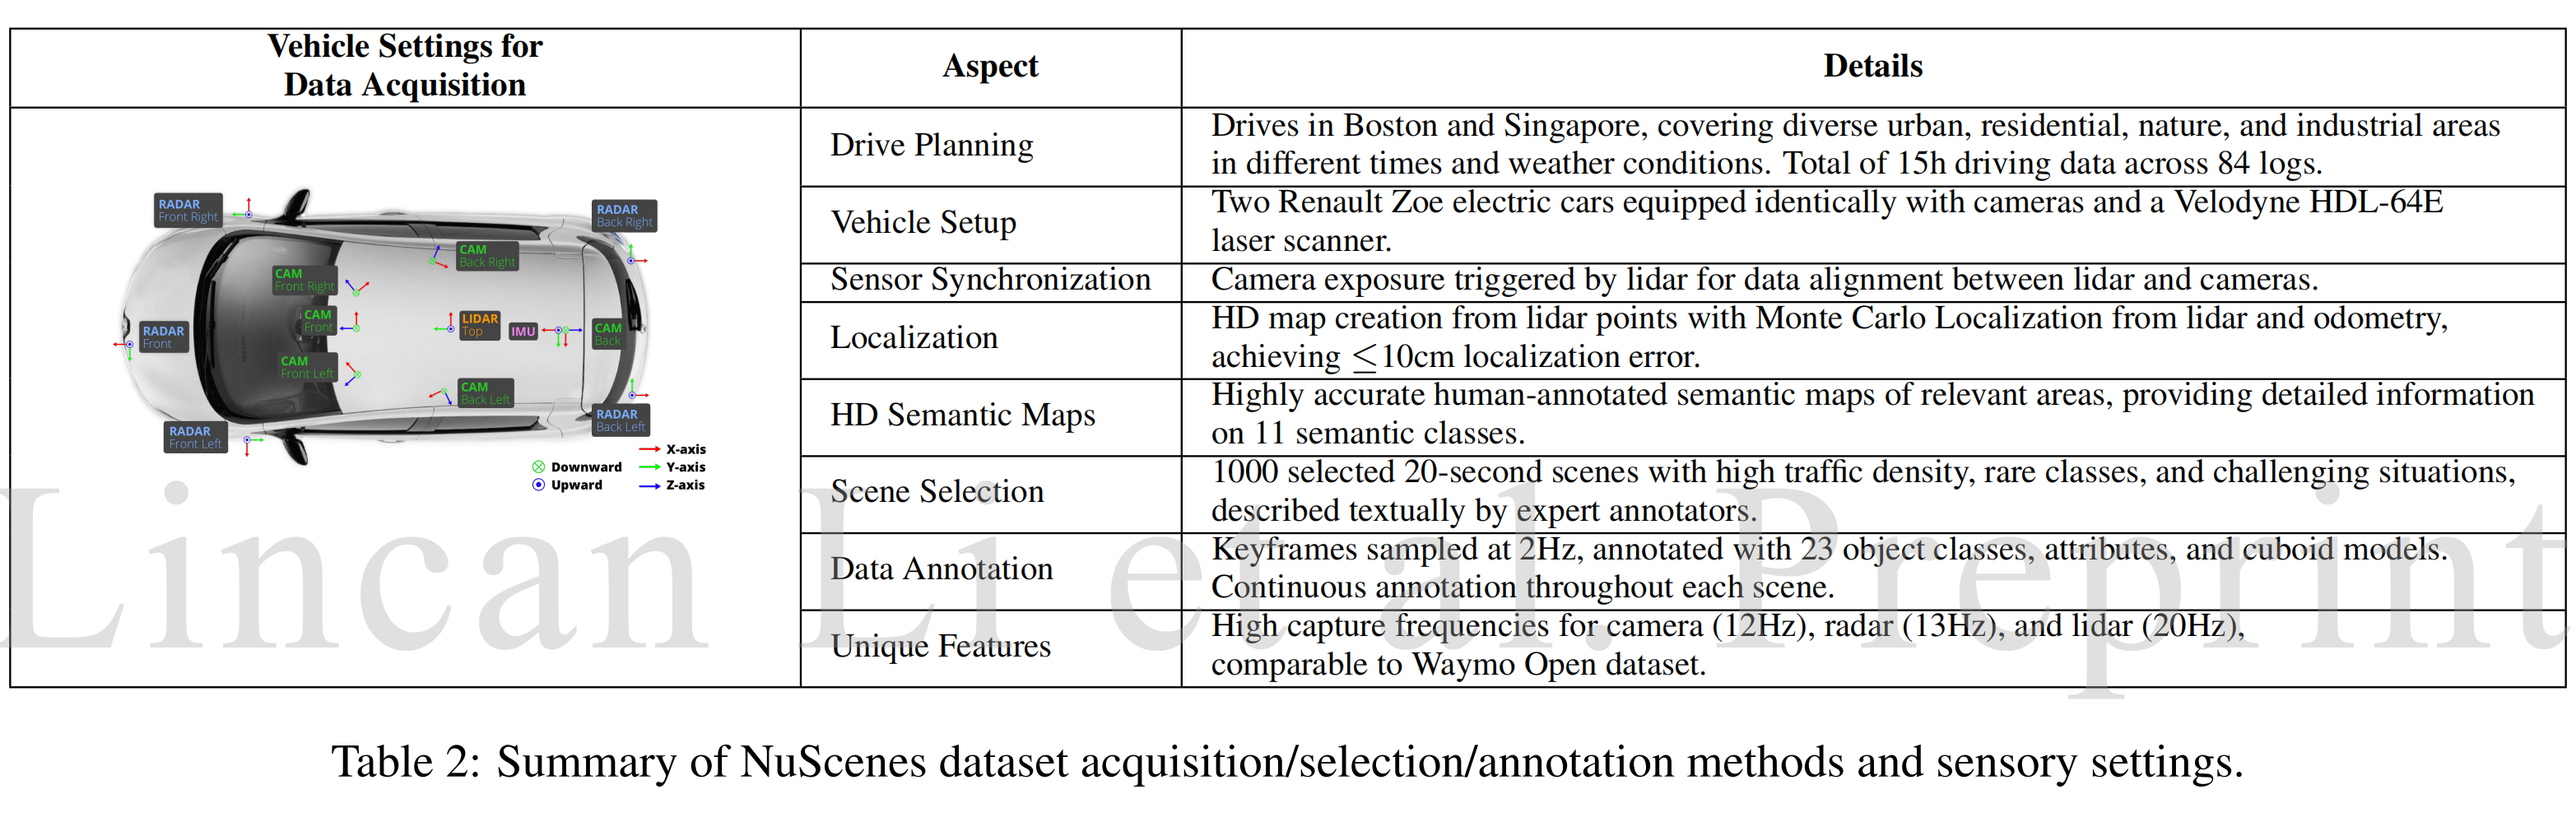 Vehicle Settings for
Data Acquisition
Aspect
Details
RADAR
Front Right
RADAR
Back Right
CAM
Back Right
CAM
Front Right
CAM
Front
LIDAR
Top
IMU
CAM
Back
RADAR
Front
CAM
Front Left
CAM
Back Left
RADAR
Back Left
RADAR
Front Left
Downward
Upward
X-axis
Y-axis
Z-axis
Drive Planning
Drives in Boston and Singapore, covering diverse urban, residential, nature, and industrial areas
in different times and weather conditions. Total of 15h driving data across 84 logs.
Vehicle Setup
Two Renault Zoe electric cars equipped identically with cameras and a Velodyne HDL-64E
laser scanner.
Sensor Synchronization
Camera exposure triggered by lidar for data alignment between lidar and cameras.
Localization
HD map creation from lidar points with Monte Carlo Localization from lidar and odometry,
achieving ≤10cm localization error.
HD Semantic Maps
Highly accurate human-annotated semantic maps of relevant areas, providing detailed information
on 11 semantic classes.
Scene Selection
1000 selected 20-second scenes with high traffic density, rare classes, and challenging situations,
described textually by expert annotators.
Data Annotation
Keyframes sampled at 2Hz, annotated with 23 object classes, attributes, and cuboid models.
Continuous annotation throughout each scene.
Unique Features
High capture frequencies for camera (12Hz), radar (13Hz), and lidar (20Hz),
comparable to Waymo Open dataset.
Lincan Li et al. Preprint
Table 2: Summary of NuScenes dataset acquisition/selection/annotation methods and sensory settings.